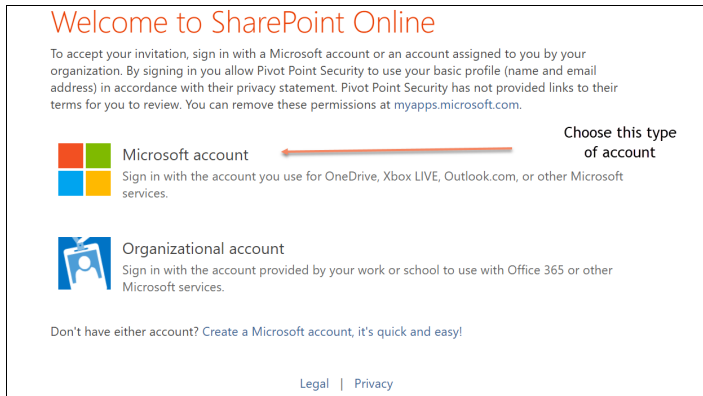 Welcome to SharePoint Online
To accept your invitation, sign in with a Microsoft account or an account assigned to you by your
organization. By signing in you allow Pivot Point Security to use your basic profile (name and email
address) in accordance with their privacy statement. Pivot Point Security has not provided links to their
terms for you to review. You can remove these permissions at myapps.microsoft.com.
Choose this type
of account
Microsoft account
Sign in with the account you use for OneDrive, Xbox LIVE, Outlook.com, or other Microsoft
services.
Organizational account
Sign in with the account provided by your work or school to use with Office 365 or other
Microsoft services.
Don't have either account? Create a Microsoft account, it's quick and easy!
Legal | Privacy